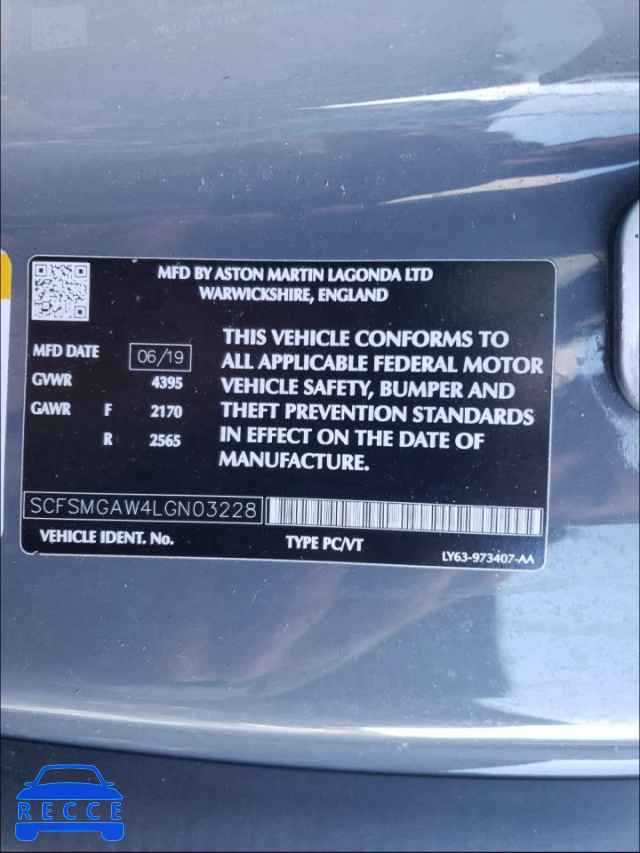 MFD BY ASTON MARTIN LAGONDA LTD
WARWICKSHIRE, ENGLAND
MFD DATE 06/19
GVWR 4395
GAWR F 2170
R 2565
THIS VEHICLE CONFORMS TO
ALL APPLICABLE FEDERAL MOTOR
VEHICLE SAFETY, BUMPER AND
THEFT PREVENTION STANDARDS
IN EFFECT ON THE DATE OF
MANUFACTURE.
SCFSMGAW4LGN03228
VEHICLE IDENT. No. TYPE PC/VT LY63-973407-AA
RECCE